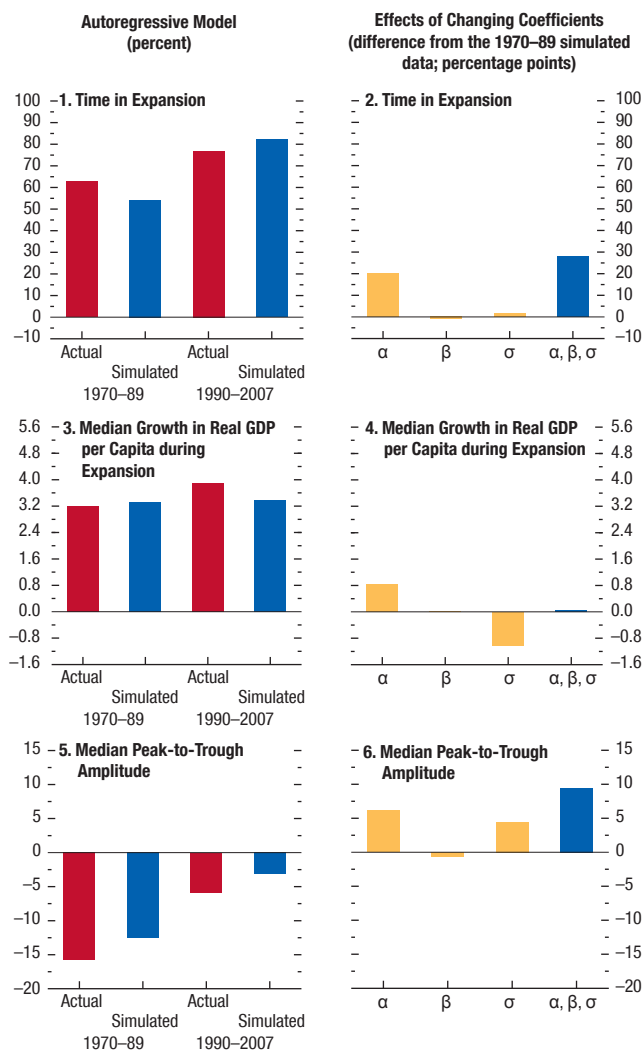 Autoregressive Model
(percent)
Effects of Changing Coefficients
(difference from the 1970–89 simulated
data; percentage points)
1. Time in Expansion
100
90
80
70
60
50
40
30
20
10
0
–10
Actual
Simulated
Actual
Simulated
1970–89
1990–2007
2. Time in Expansion
100
90
80
70
60
50
40
30
20
10
0
–10
α
β
σ
α, β, σ
3. Median Growth in Real GDP
per Capita during
Expansion
5.6
4.8
4.0
3.2
2.4
1.6
0.8
0.0
–0.8
–1.6
Actual
Simulated
Actual
Simulated
1970–89
1990–2007
4. Median Growth in Real GDP
per Capita during Expansion
5.6
4.8
4.0
3.2
2.4
1.6
0.8
0.0
–0.8
–1.6
α
β
σ
α, β, σ
5. Median Peak-to-Trough
Amplitude
15
10
5
0
–5
–10
–15
–20
Actual
Simulated
Actual
Simulated
1970–89
1990–2007
6. Median Peak-to-Trough
Amplitude
15
10
5
0
–5
–10
–15
–20
α
β
σ
α, β, σ